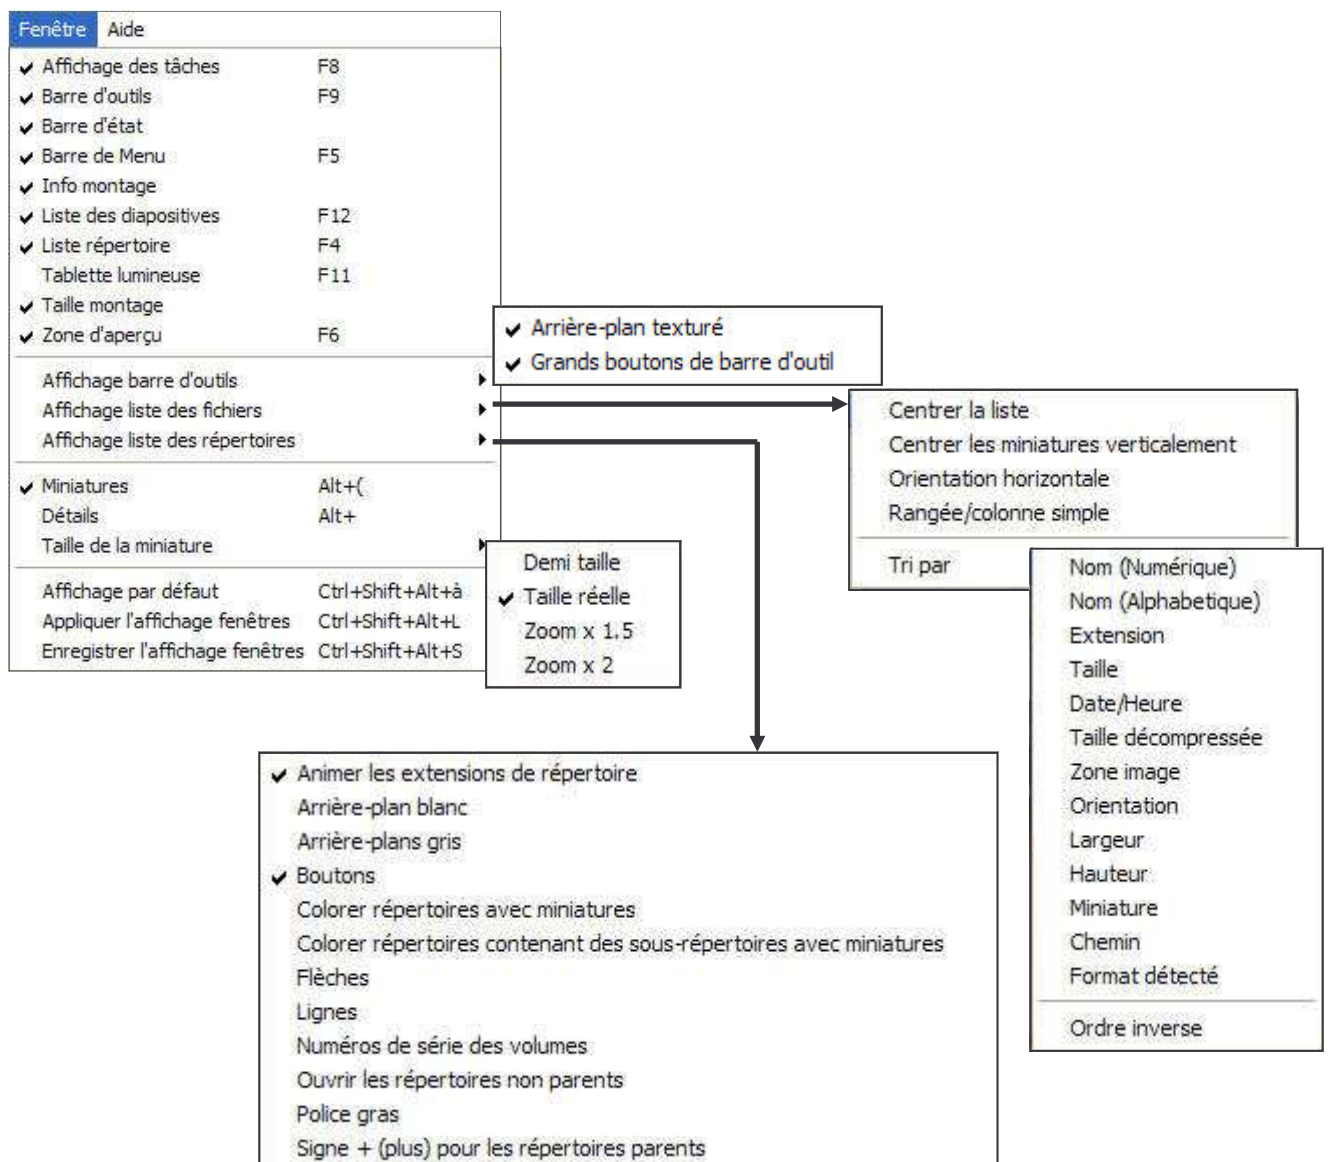 Fenêtre Aide
Affichage des tâches F8
Barre d'outils F9
Barre d'état
Barre de Menu F5
Info montage
Liste des diapositives F12
Liste répertoire F4
Tablette lumineuse F11
Taille montage
Zone d'aperçu F6
Affichage barre d'outils
Affichage liste des fichiers
Affichage liste des répertoires
Miniatures Alt+(
Détails Alt+
Taille de la miniature
Affichage par défaut Ctrl+Shift+Alt+à
Appliquer l'affichage fenêtres Ctrl+Shift+Alt+L
Enregistrer l'affichage fenêtres Ctrl+Shift+Alt+S
Arrière-plan texturé
Grands boutons de barre d'outil
Centrer la liste
Centrer les miniatures verticalement
Orientation horizontale
Rangée/colonne simple
Tri par
Nom (Numérique)
Nom (Alphabetique)
Extension
Taille
Date/Heure
Taille décompressée
Zone image
Orientation
Largeur
Hauteur
Miniature
Chemin
Format détecté
Ordre inverse
Demi taille
Taille réelle
Zoom x 1.5
Zoom x 2
Animer les extensions de répertoire
Arrière-plan blanc
Arrière-plans gris
Boutons
Colorer répertoires avec miniatures
Colorer répertoires contenant des sous-répertoires avec miniatures
Flèches
Lignes
Numéros de série des volumes
Ouvrir les répertoires non parents
Police gras
Signe + (plus) pour les répertoires parents